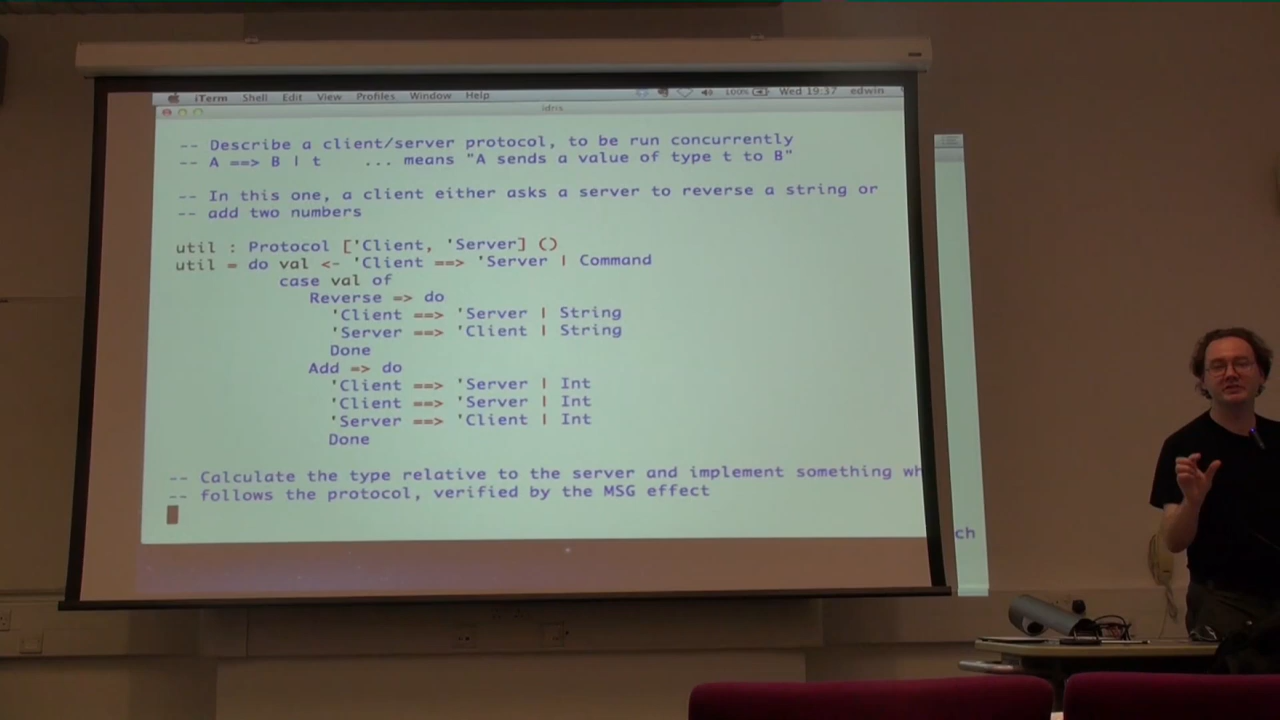 iTerm Shell Edit View Profiles Window Help 100% Wed 19:37 edwin
idris
-- Describe a client/server protocol, to be run concurrently
-- A ==> B | t ... means "A sends a value of type t to B"
-- In this one, a client either asks a server to reverse a string or
-- add two numbers
util : Protocol ['Client, 'Server] ()
util = do val <- 'Client ==> 'Server | Command
case val of
Reverse => do
'Client ==> 'Server | String
'Server ==> 'Client | String
Done
Add => do
'Client ==> 'Server | Int
'Client ==> 'Server | Int
'Server ==> 'Client | Int
Done
-- Calculate the type relative to the server and implement something wh
ch
-- follows the protocol, verified by the MSG effect